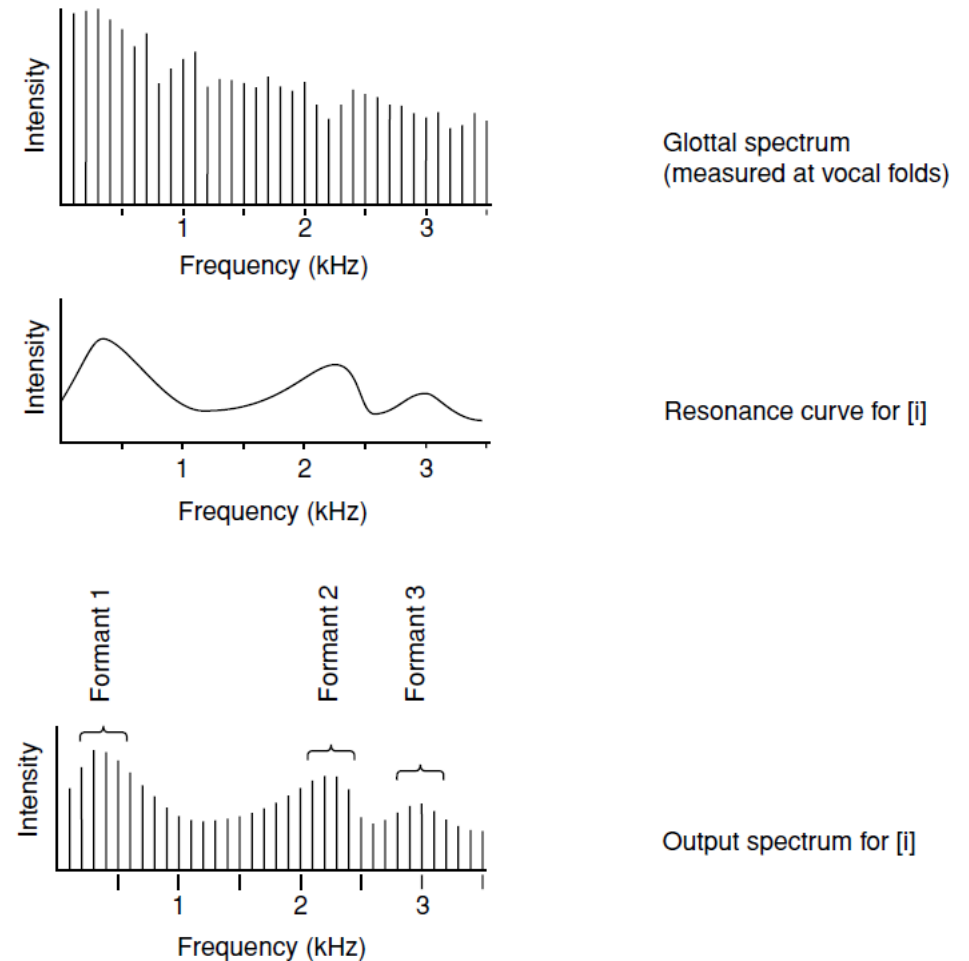 Intensity
1 2 3
Frequency (kHz)
Glottal spectrum
(measured at vocal folds)
Intensity
1 2 3
Frequency (kHz)
Resonance curve for [i]
Formant 1
Formant 2
Formant 3
Intensity
1 2 3
Frequency (kHz)
Output spectrum for [i]